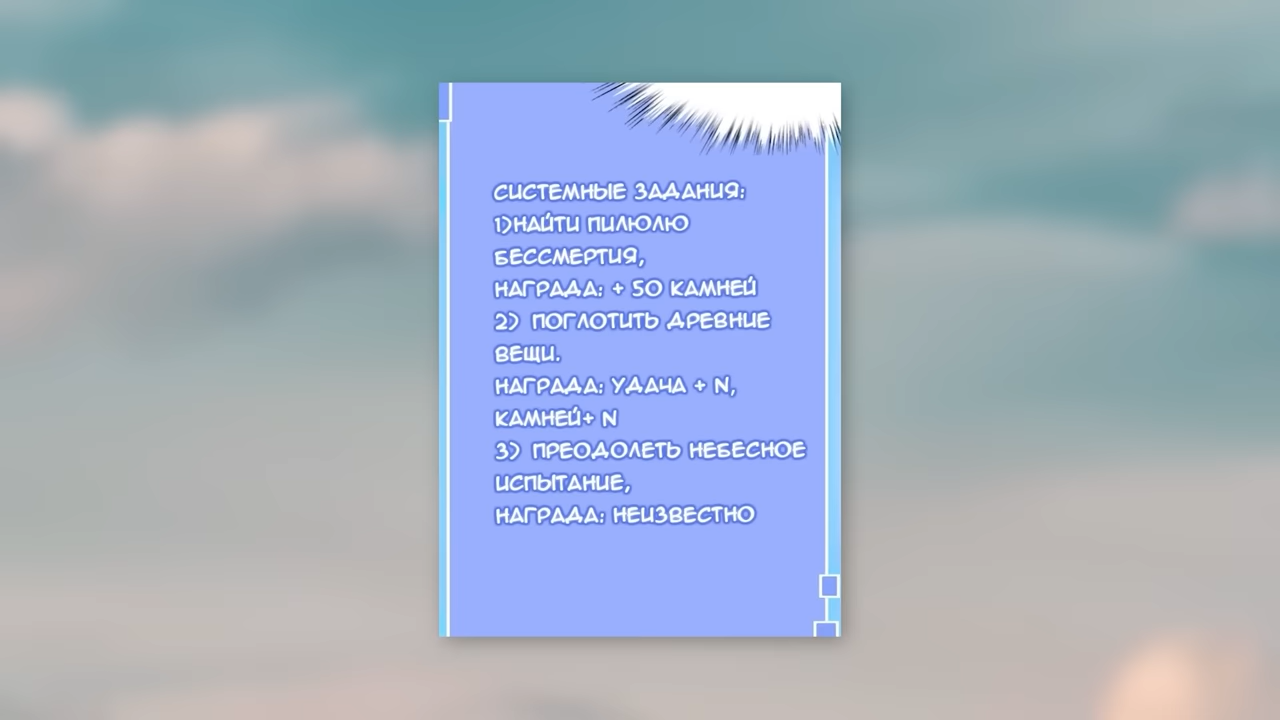 СИСТЕМНЫЕ ЗАДАНИЯ:
1)НАЙТИ ПИЛЮЛЮ
БЕССМЕРТИЯ,
НАГРАДА: + 50 КАМНЕЙ
2) ПОГЛОТИТЬ ДРЕВНИЕ
ВЕЩИ.
НАГРАДА: УДАЧА + N,
КАМНЕЙ+ N
3) ПРЕОДОЛЕТЬ НЕБЕСНОЕ
ИСПЫТАНИЕ,
НАГРАДА: НЕИЗВЕСТНО